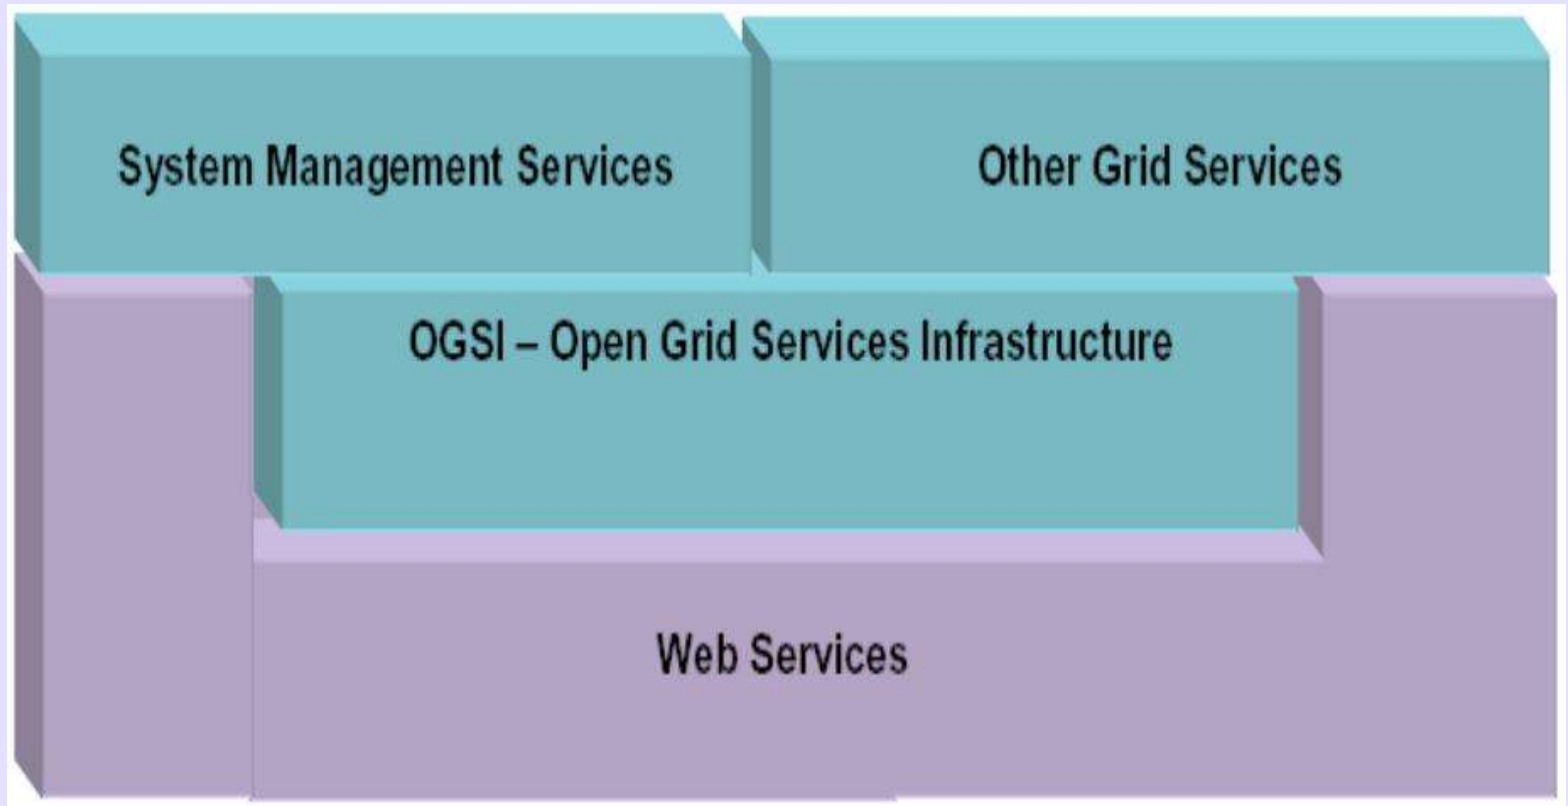 System Management Services
Other Grid Services
OGSI – Open Grid Services Infrastructure
Web Services